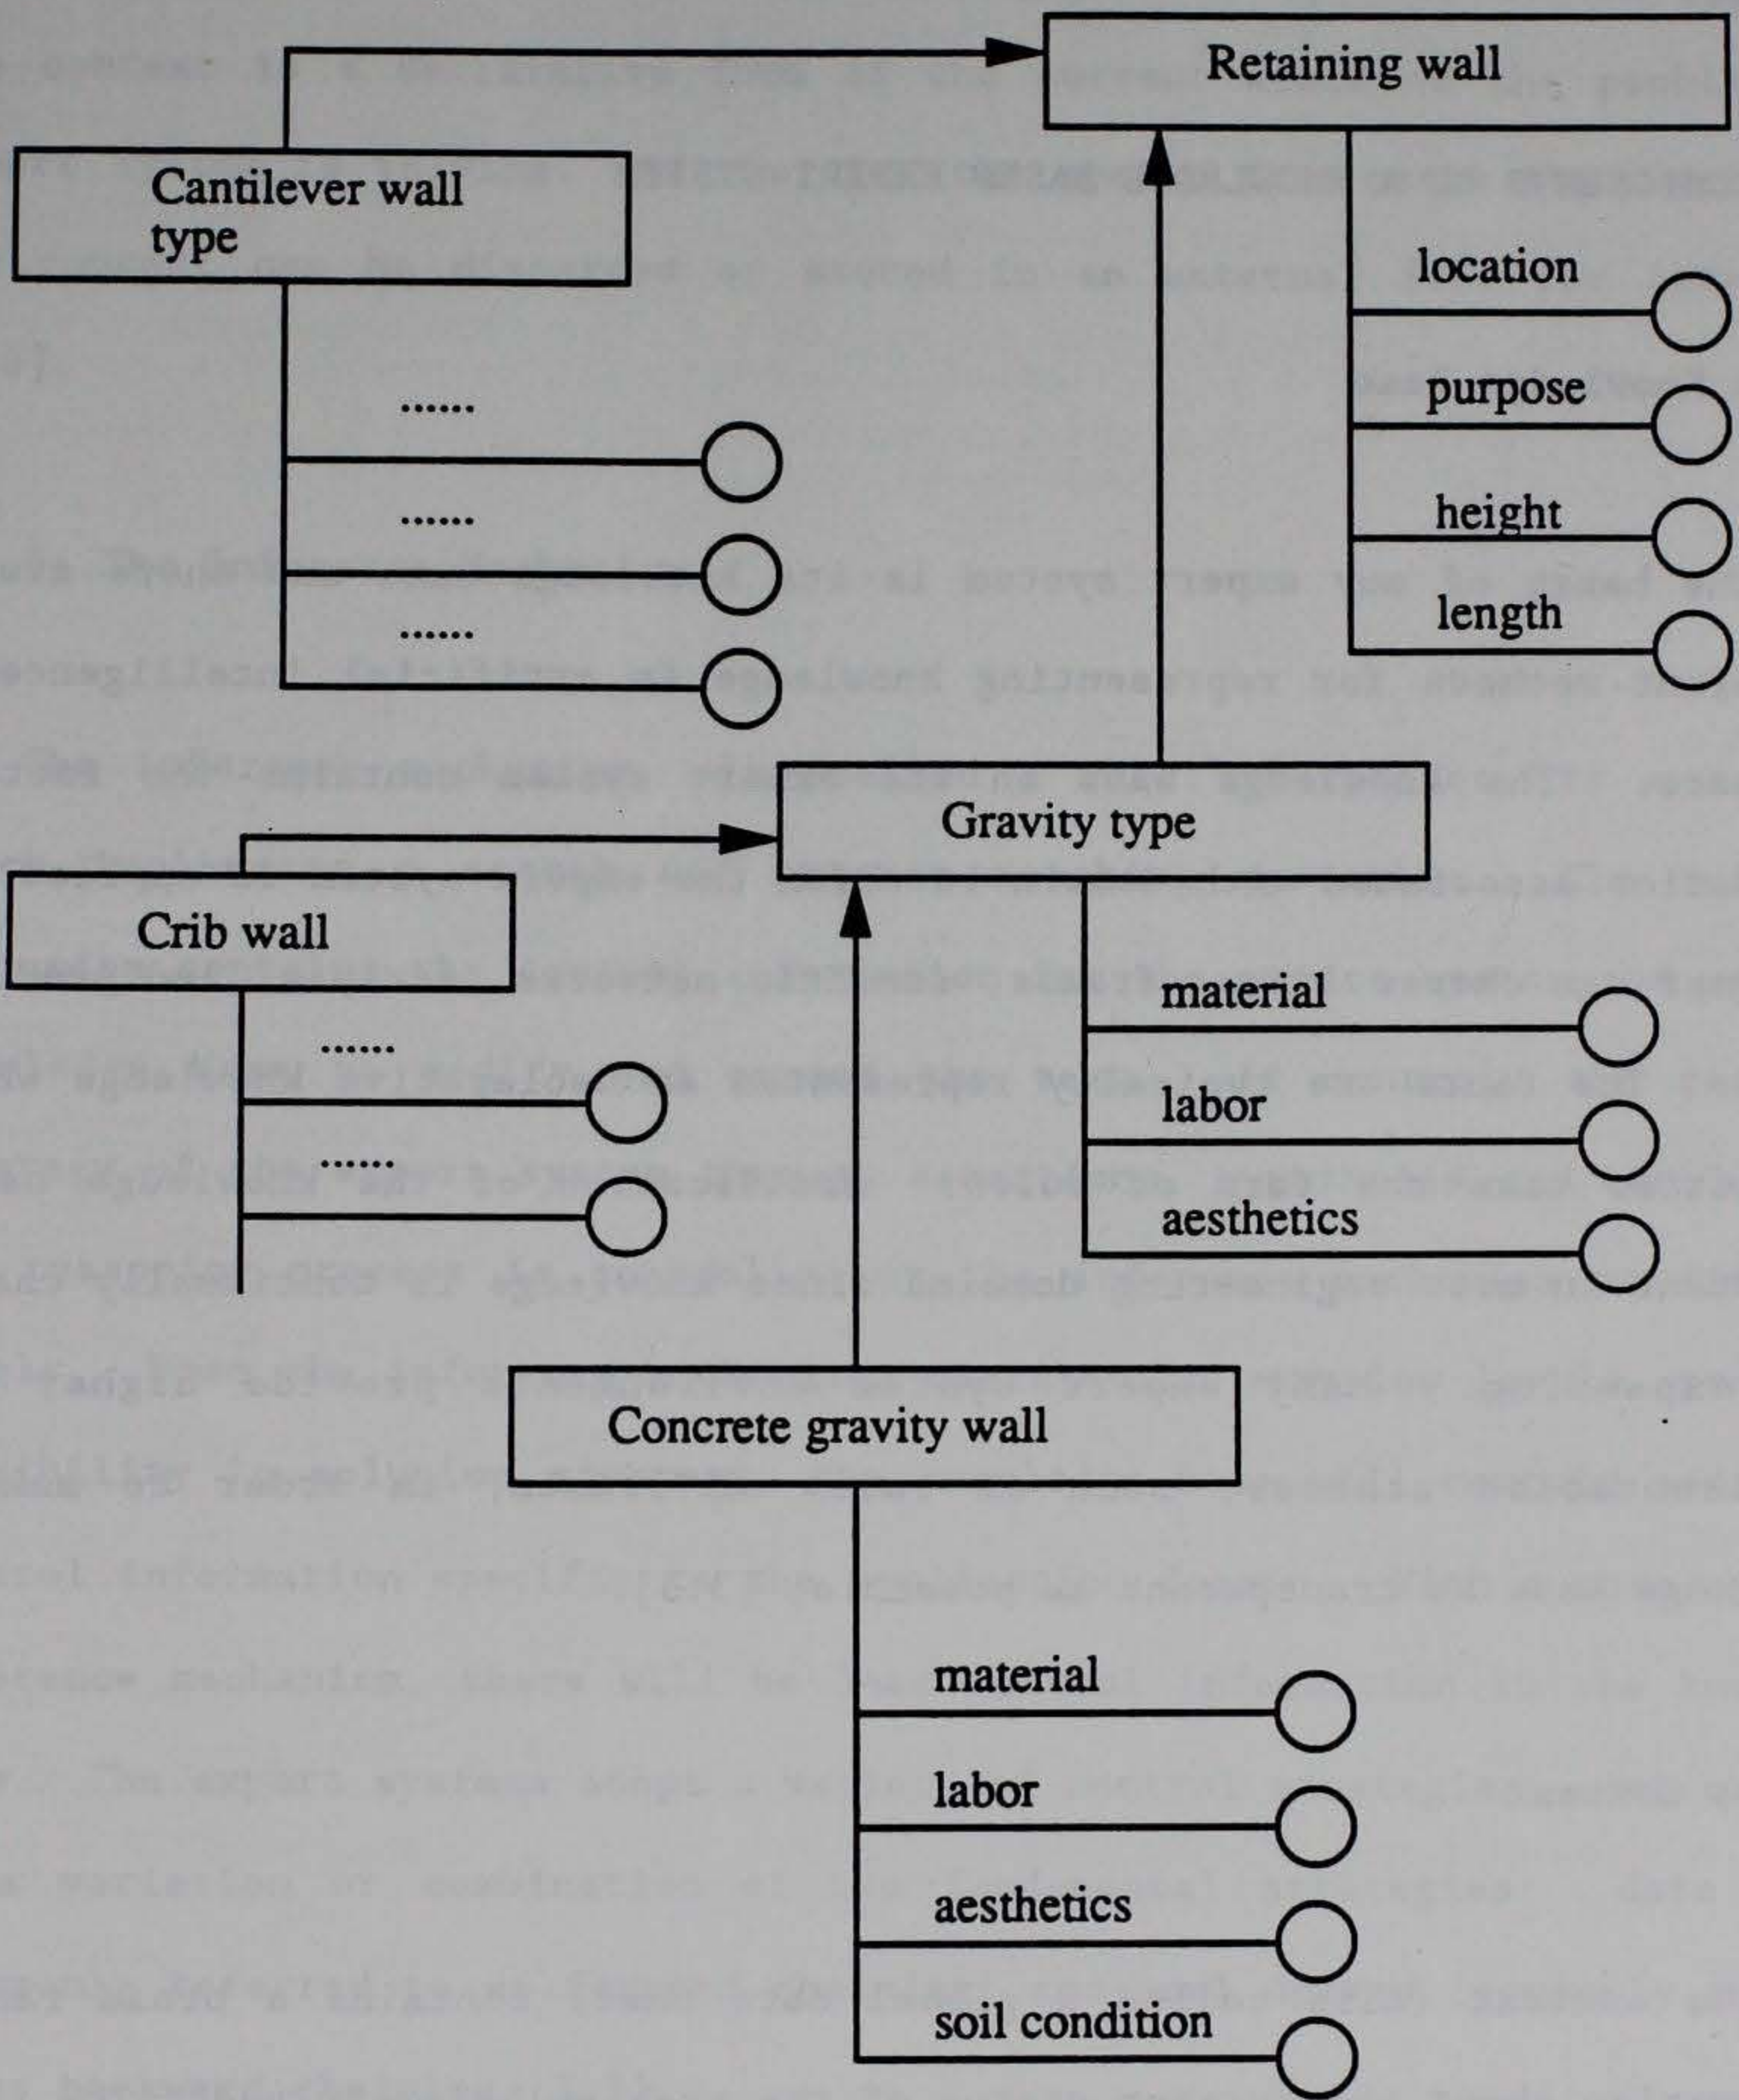 Retaining wall
Cantilever wall
type
location
purpose
height
length
......
......
......
Gravity type
Crib wall
......
......
material
labor
aesthetics
Concrete gravity wall
material
labor
aesthetics
soil condition